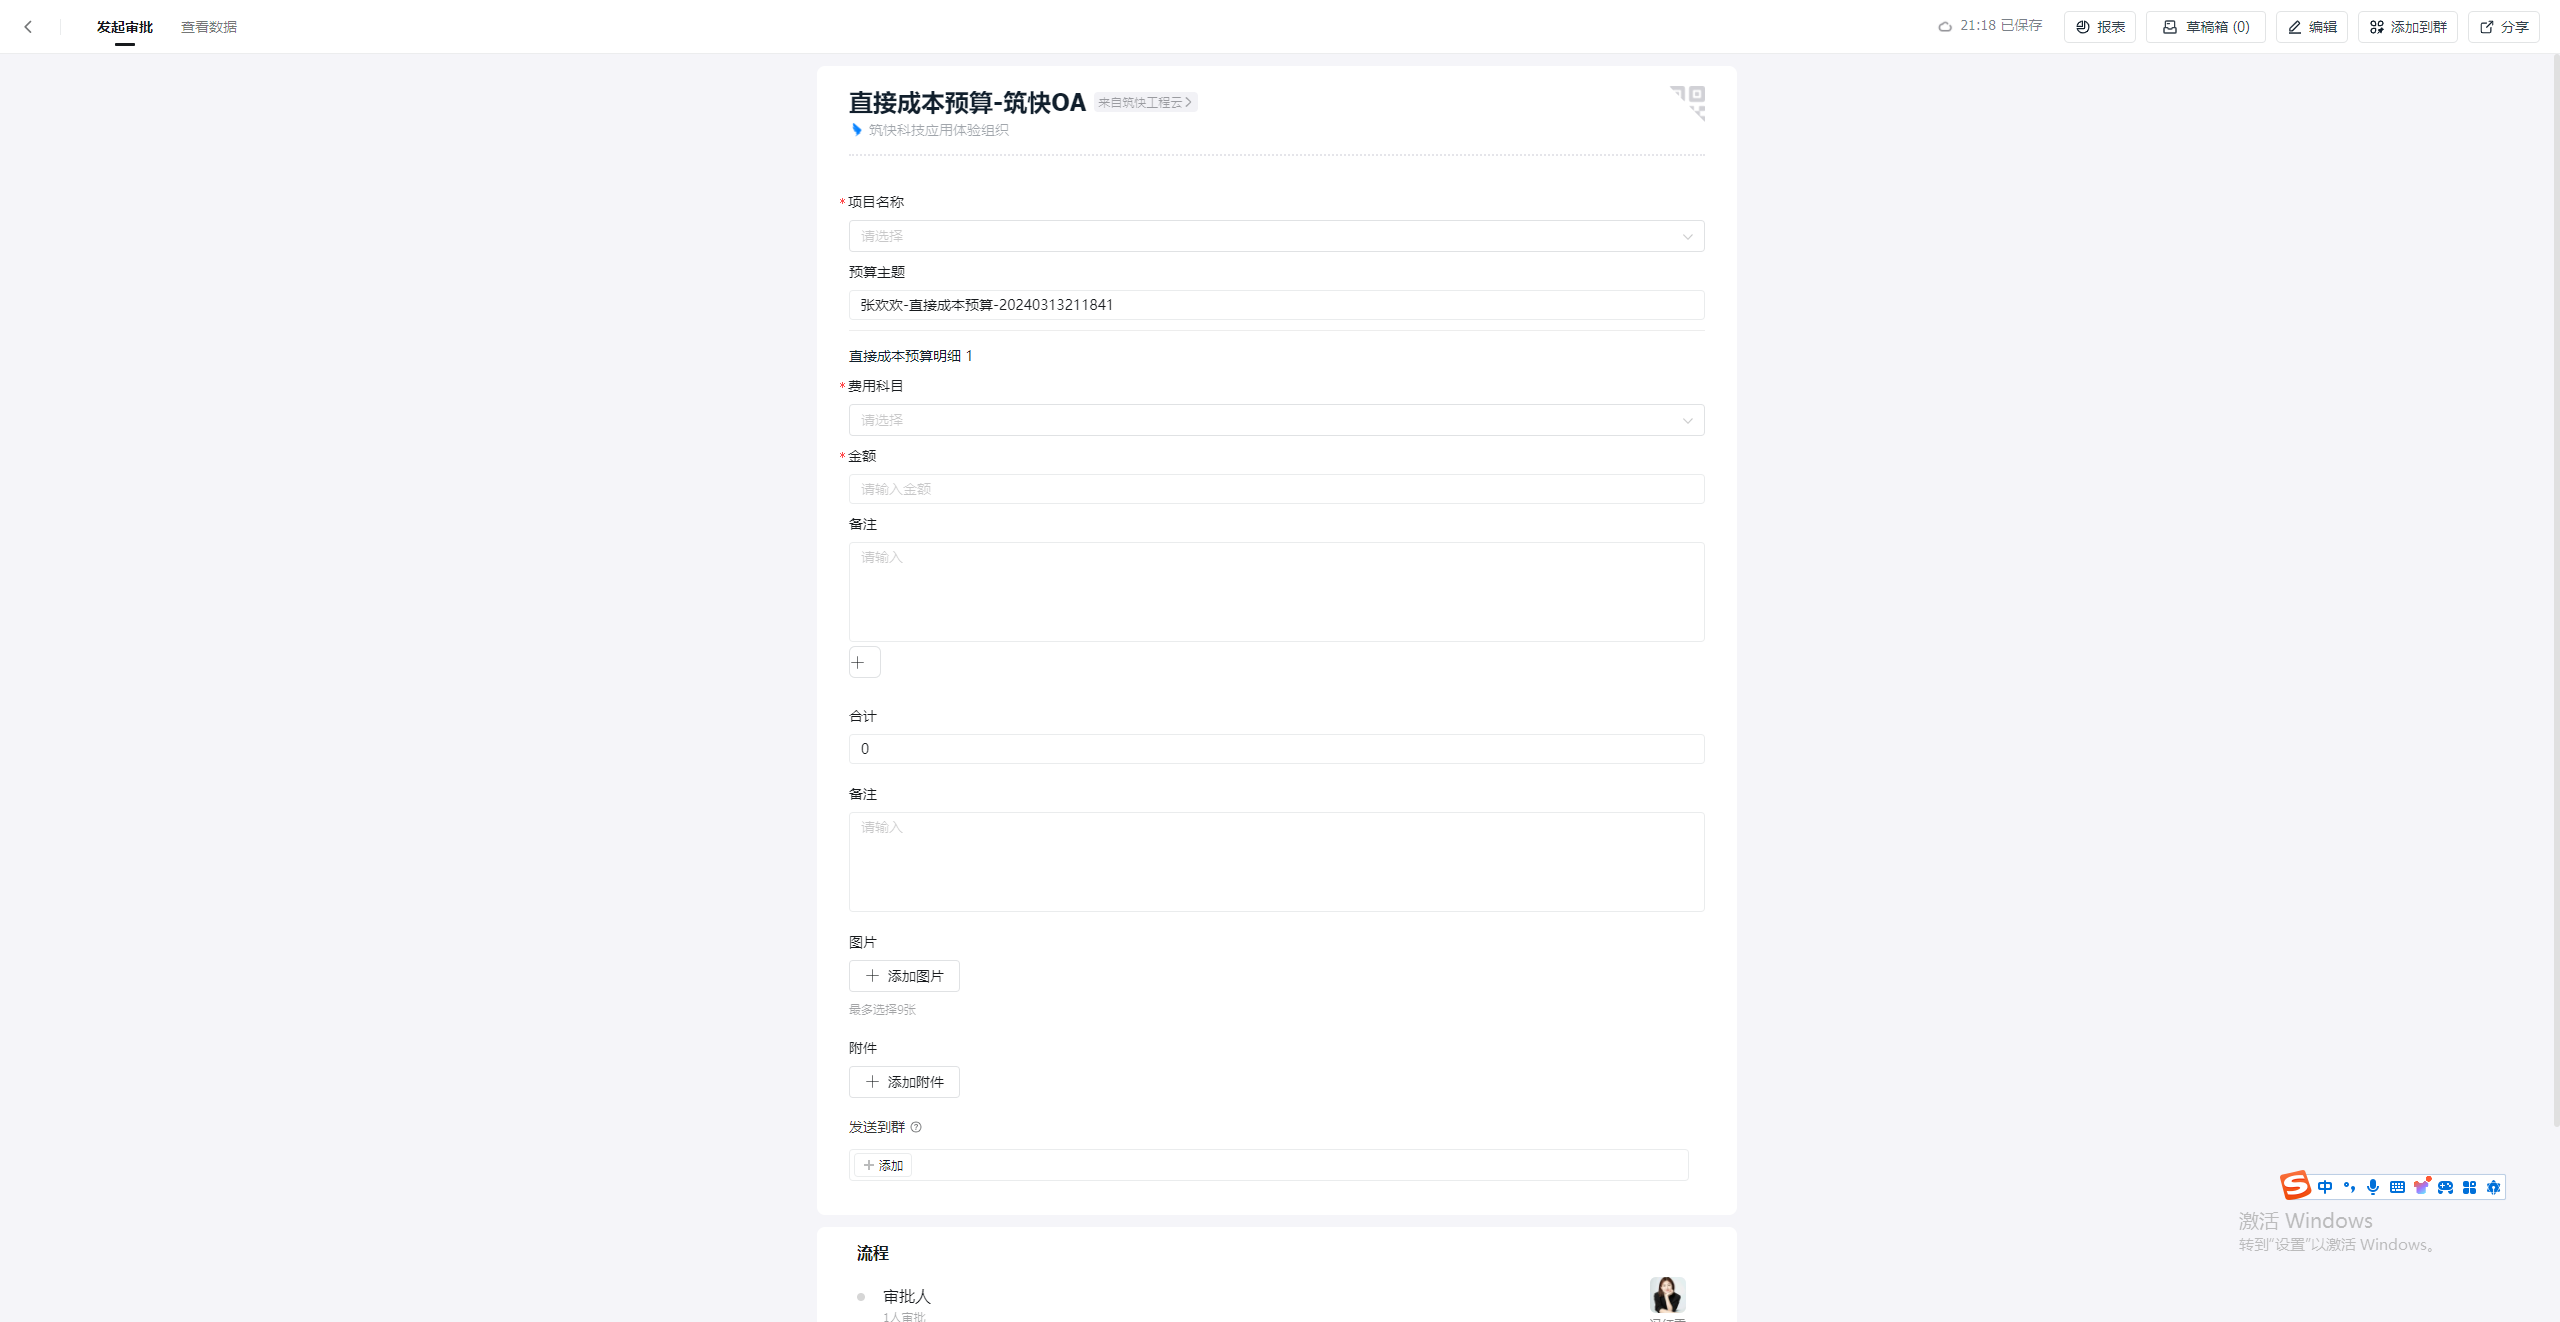 发起审批
查看数据
21:18 已保存
报表
草稿箱 (0)
编辑
添加到群
分享
直接成本预算-筑快OA
来自筑快工程云
筑快科技应用体验组织
*项目名称
请选择
预算主题
张欢欢-直接成本预算-20240313211841
直接成本预算明细 1
*费用科目
请选择
*金额
请输入金额
备注
请输入
合计
0
备注
请输入
图片
添加图片
最多选择9张
附件
添加附件
发送到群
添加
中
激活 Windows
转到“设置”以激活 Windows。
流程
审批人
1人审批